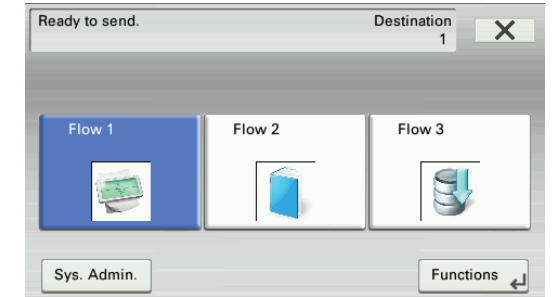 Ready to send.
Destination
1
Flow 1
Flow 2
Flow 3
Sys. Admin.
Functions